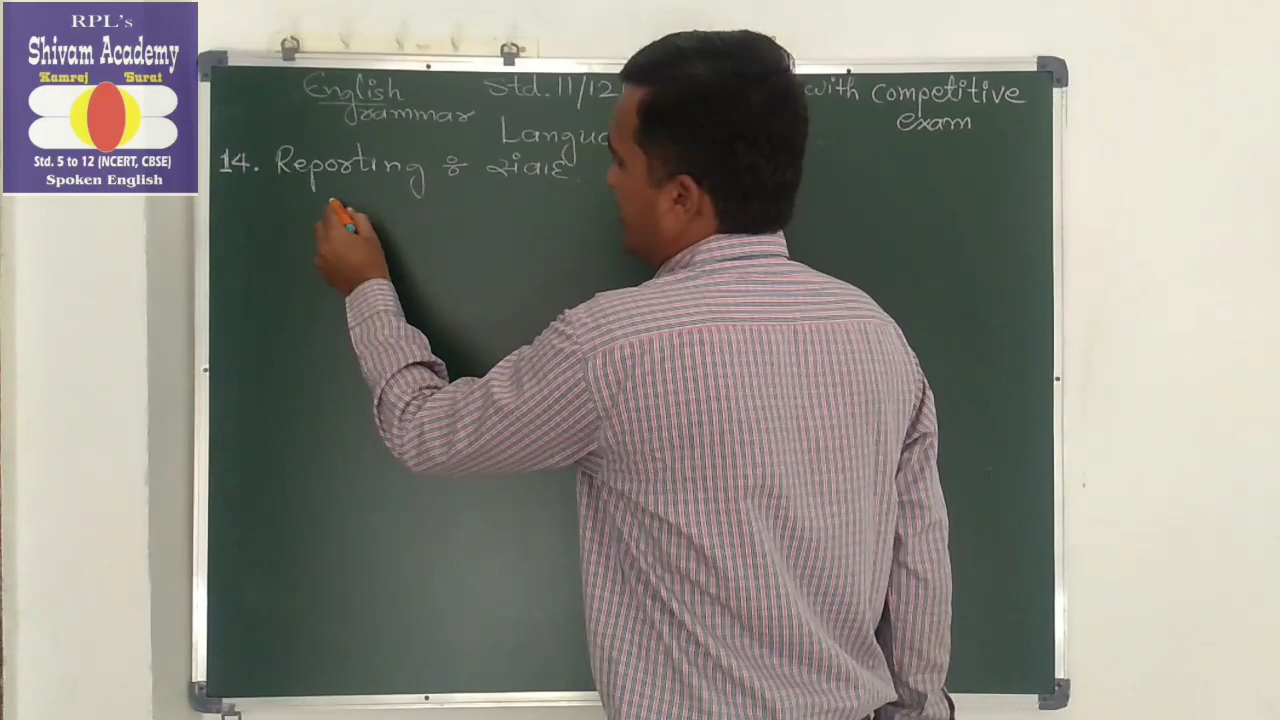 RPL's
Shivam Academy
Kamrej Surat
Std. 5 to 12 (NCERT, CBSE)
Spoken English
English Std. 11/12 with competitive
grammar exam
Langua
14. Reporting : સંવાદ